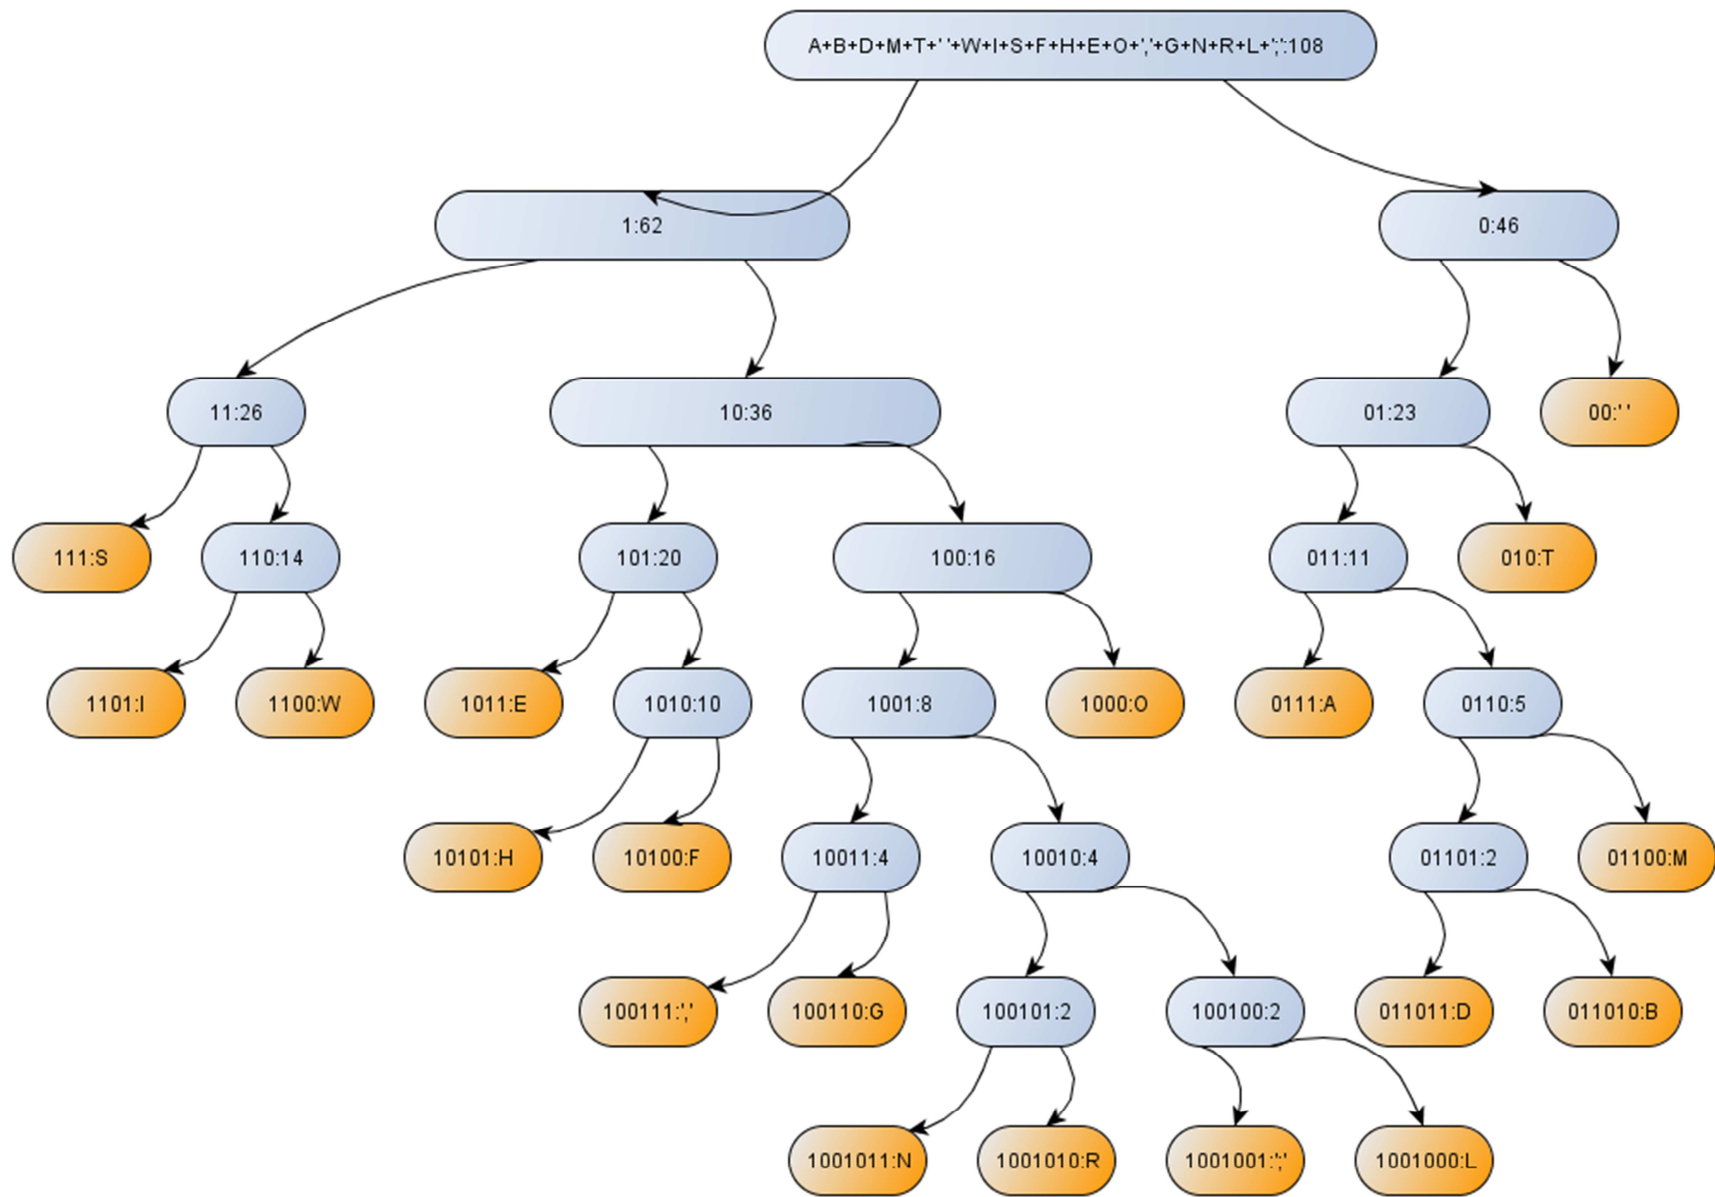 A+B+D+M+T+' '+W+I+S+F+H+E+O+','+G+N+R+L+';':108
1:62
0:46
11:26
10:36
01:23
00:' '
111:S
110:14
101:20
100:16
011:11
010:T
1101:I
1100:W
1011:E
1010:10
1001:8
1000:O
0111:A
0110:5
10101:H
10100:F
10011:4
10010:4
01101:2
01100:M
100111:','
100110:G
100101:2
100100:2
011011:D
011010:B
1001011:N
1001010:R
1001001:';'
1001000:L